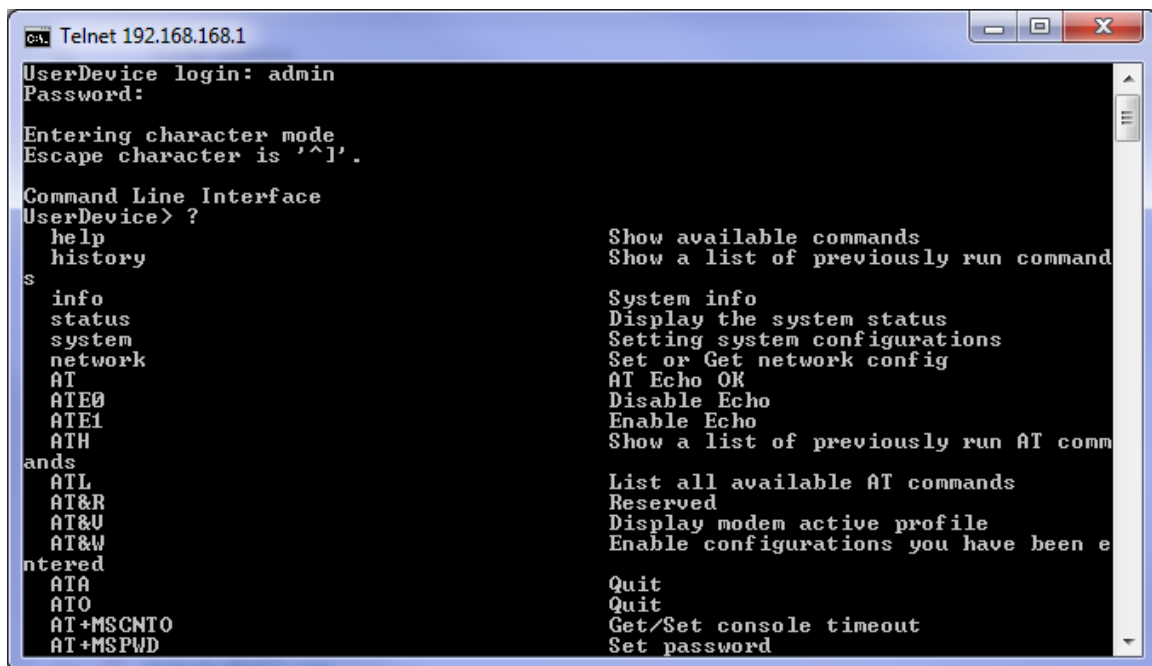 Telnet 192.168.168.1
UserDevice login: admin
Password:
Entering character mode
Escape character is '^]'.
Command Line Interface
UserDevice> ?
help Show available commands
history Show a list of previously run command
s
info System info
status Display the system status
system Setting system configurations
network Set or Get network config
AT AT Echo OK
ATE0 Disable Echo
ATE1 Enable Echo
ATH Show a list of previously run AT comm
ands
ATL List all available AT commands
AT&R Reserved
AT&V Display modem active profile
AT&W Enable configurations you have been e
ntered
ATA Quit
ATO Quit
AT+MSCNTO Get/Set console timeout
AT+MSPWD Set password